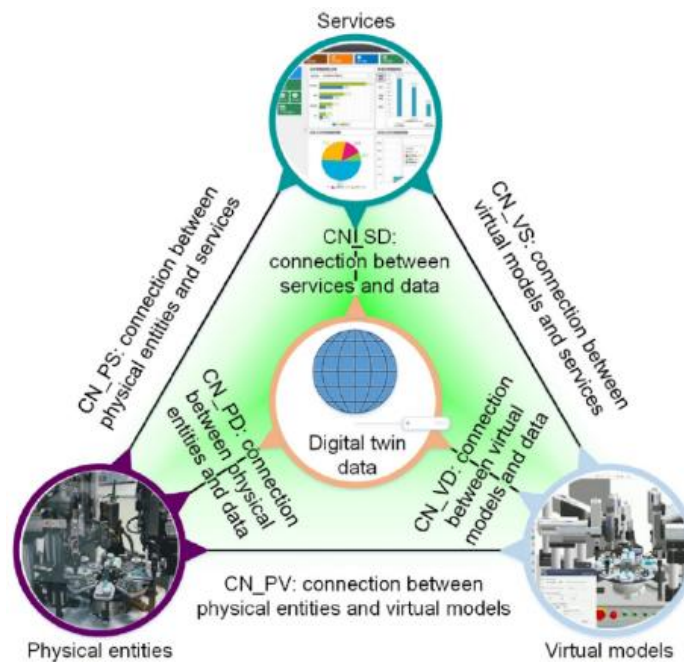 Services
CN_SD:
connection between
services and data
CN_PS: connection between
physical entities and services
CN_VS: connection between
virtual models and services
Digital twin
data
CN_PD: connection
between physical
entities and data
CN_VD: connection
between virtual
models and data
CN_PV: connection between
physical entities and virtual models
Physical entities
Virtual models